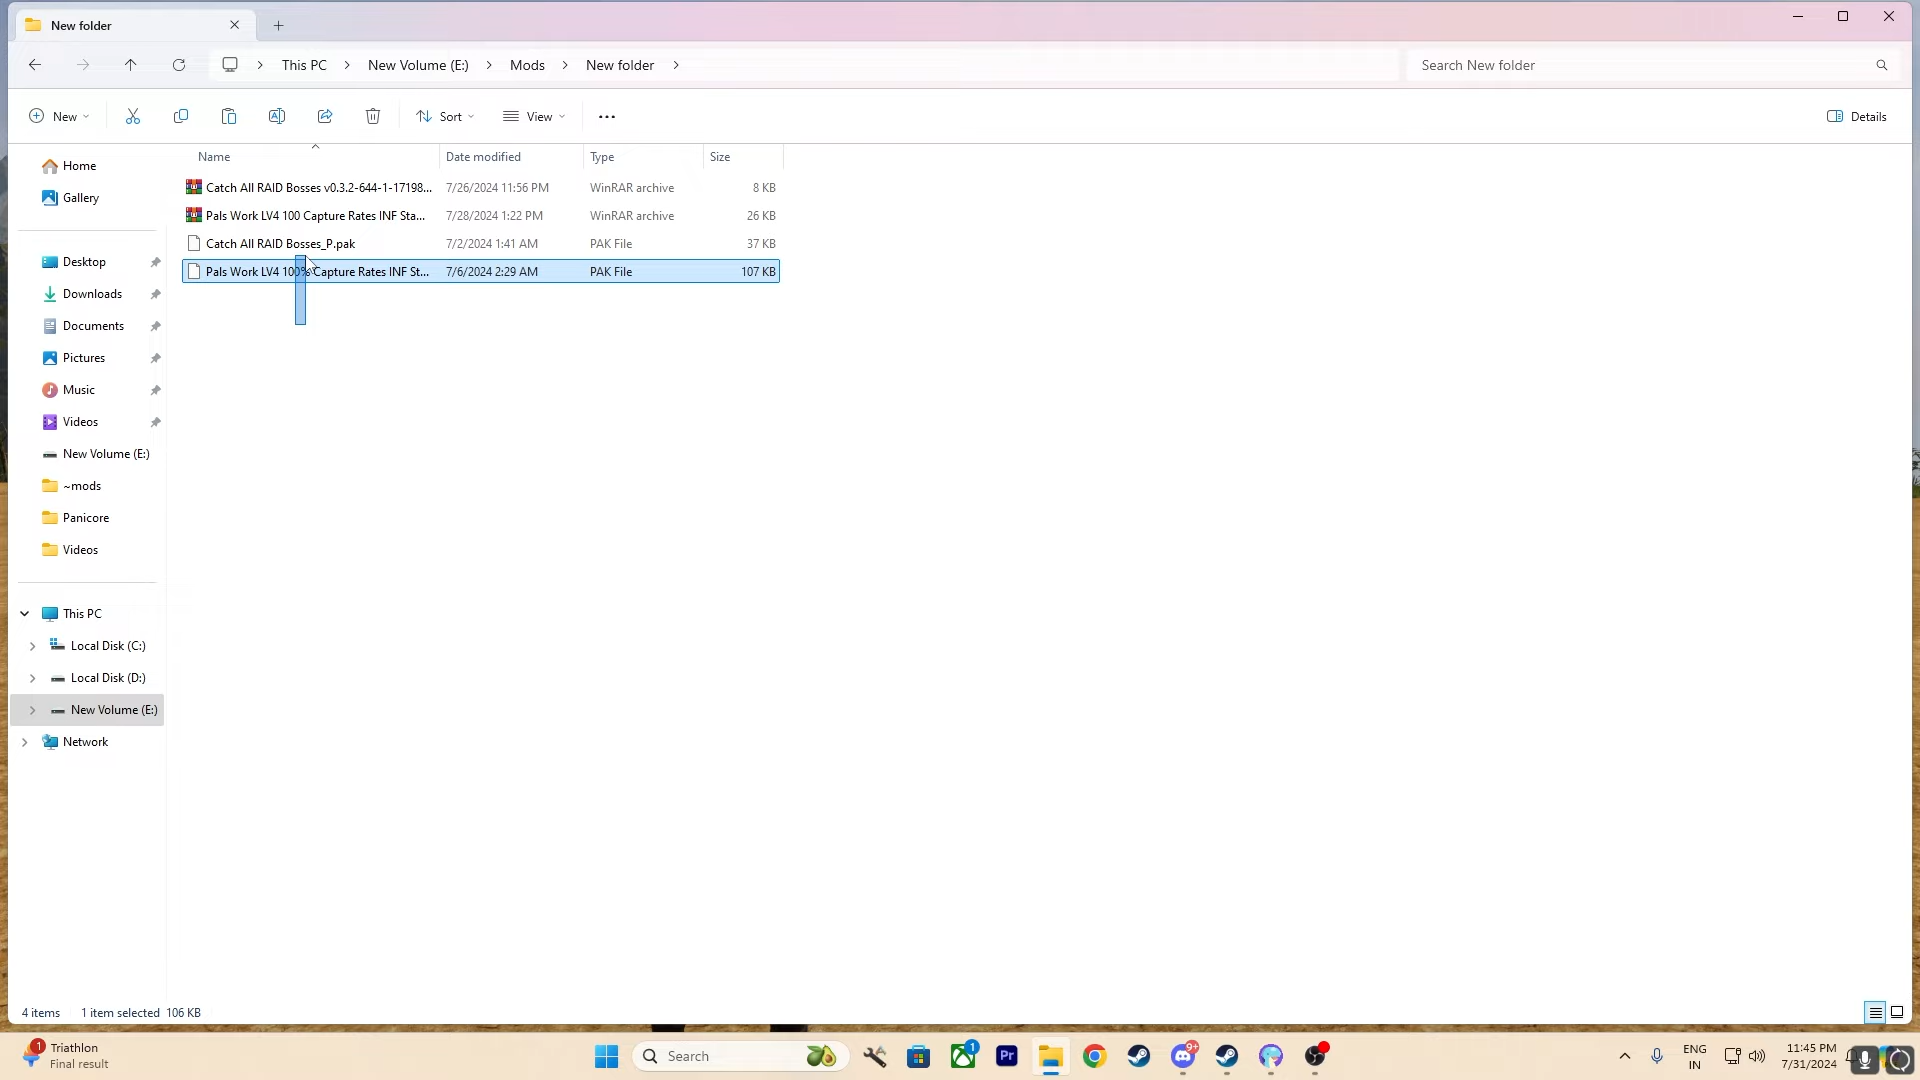 New folder
This PC
New Volume (E:)
Mods
New folder
Search New folder
New
Sort
View
Details
Name
Date modified
Type
Size
Catch All RAID Bosses v0.3.2-644-1-17198... 7/26/2024 11:56 PM WinRAR archive 8 KB
Pals Work LV4 100 Capture Rates INF Sta... 7/28/2024 1:22 PM WinRAR archive 26 KB
Catch All RAID Bosses_P.pak 7/2/2024 1:41 AM PAK File 37 KB
Pals Work LV4 100% Capture Rates INF St... 7/6/2024 2:29 AM PAK File 107 KB
Home
Gallery
Desktop
Downloads
Documents
Pictures
Music
Videos
New Volume (E:)
~mods
Panicore
Videos
This PC
Local Disk (C:)
Local Disk (D:)
New Volume (E:)
Network
4 items 1 item selected 106 KB
1
Triathlon
Final result
Search
1
Pr
9+
ENG
IN
11:45 PM
7/31/2024